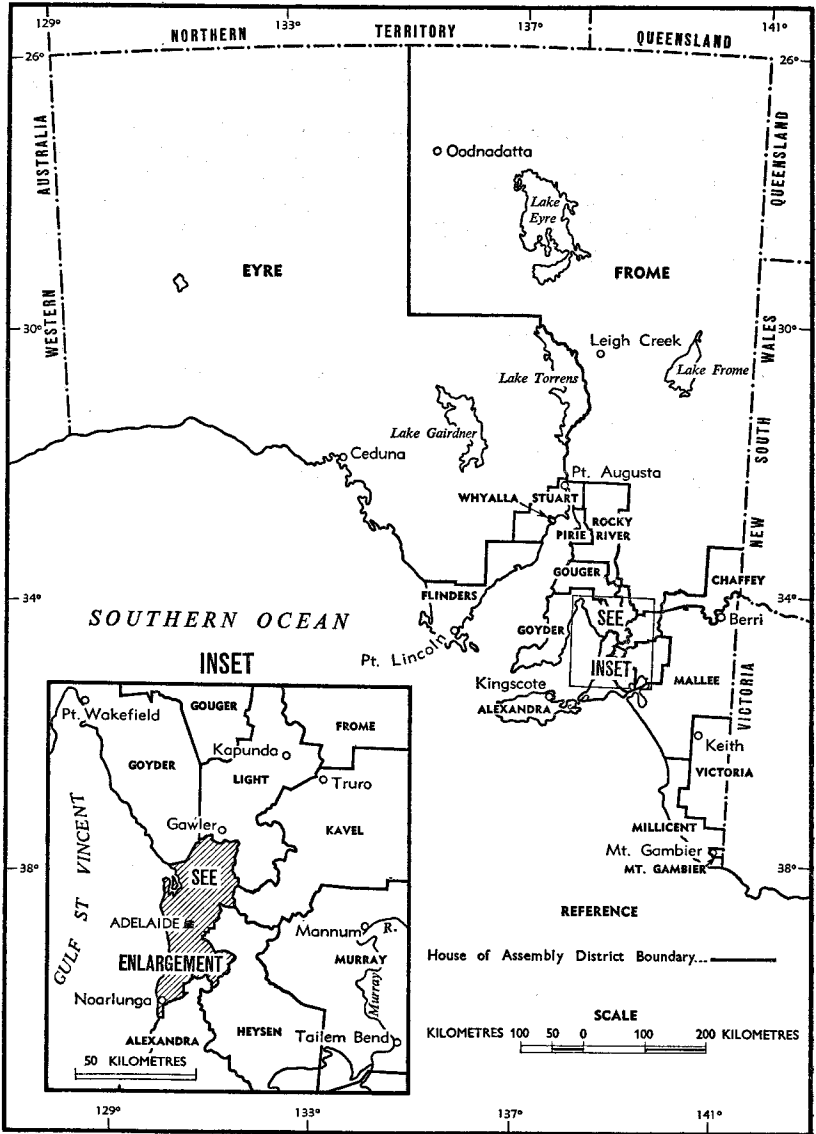 129° 133° 137° 141°
NORTHERN TERRITORY QUEENSLAND
26° 26°
WESTERN AUSTRALIA
QUEENSLAND
Oodnadatta
Lake
Eyre
EYRE
FROME
30° 30°
NEW SOUTH WALES
Leigh Creek
Lake Torrens
Lake Frome
Lake Gairdner
Ceduna
Pt. Augusta
WHYALLA
STUART
PIRIE
ROCKY
RIVER
GOUGER
CHAFFEY
34° 34°
FLINDERS
SOUTHERN OCEAN
GOYDER
SEE
INSET
Berri
Pt. Lincoln
INSET
Kingscote
ALEXANDRA
MALLEE
VICTORIA
Keith
VICTORIA
MILLICENT
Mt. Gambier
MT. GAMBIER
38° 38°
Pt. Wakefield
GOUGER
FROME
GOYDER
Kapunda
LIGHT
Truro
GULF ST VINCENT
Gawler
KAVEL
SEE
ADELAIDE
ENLARGEMENT
Mannum
R.
MURRAY
Murray
Noarlunga
ALEXANDRA
HEYSEN
Tailem Bend
50 KILOMETRES
REFERENCE
House of Assembly District Boundary...
SCALE
KILOMETRES 100 50 0 100 200 KILOMETRES
129° 133° 137° 141°